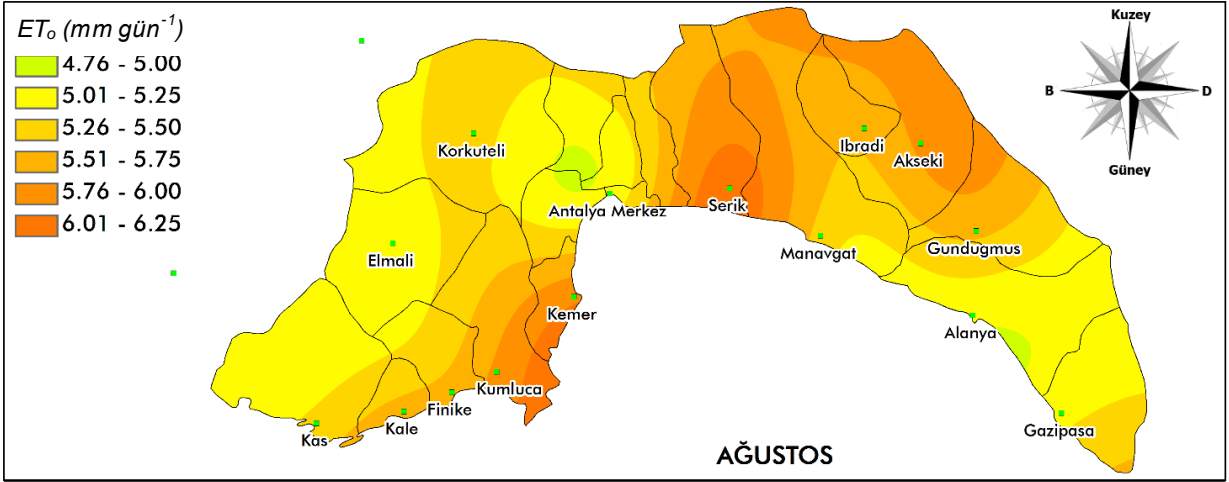 ETo (mm gün-1)
4.76 - 5.00
5.01 - 5.25
5.26 - 5.50
5.51 - 5.75
5.76 - 6.00
6.01 - 6.25
Kuzey
B
D
Güney
Korkuteli
Ibradi
Akseki
Antalya Merkez
Serik
Elmali
Manavgat
Gundugmus
Kemer
Alanya
Kumluca
Finike
Kale
Kas
Gazipasa
AĞUSTOS